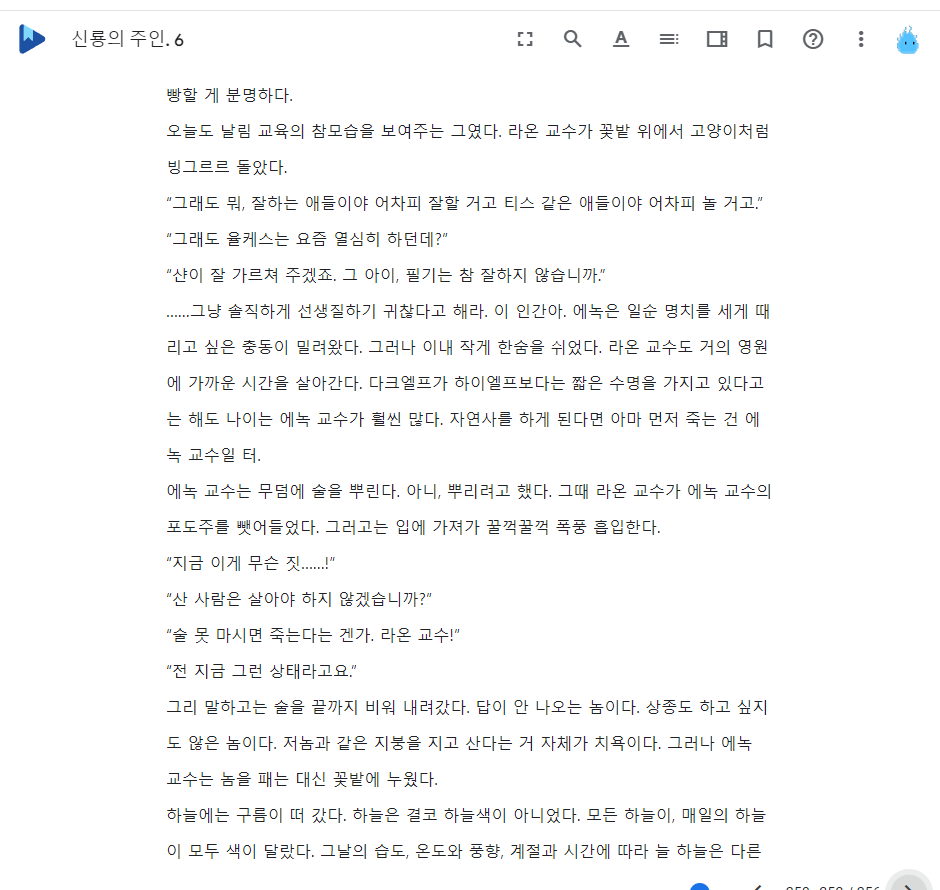 신룡의 주인. 6
빵할 게 분명하다.
오늘도 날림 교육의 참모습을 보여주는 그였다. 라온 교수가 꽃밭 위에서 고양이처럼
빙그르르 돌았다.
“그래도 뭐, 잘하는 애들이야 어차피 잘할 거고 티스 같은 애들이야 어차피 놀 거고.”
“그래도 율케스는 요즘 열심히 하던데?”
“샨이 잘 가르쳐 주겠죠. 그 아이, 필기는 참 잘하지 않습니까.”
......그냥 솔직하게 선생질하기 귀찮다고 해라. 이 인간아. 에녹은 일순 명치를 세게 때
리고 싶은 충동이 밀려왔다. 그러나 이내 작게 한숨을 쉬었다. 라온 교수도 거의 영원
에 가까운 시간을 살아간다. 다크엘프가 하이엘프보다는 짧은 수명을 가지고 있다고
는 해도 나이는 에녹 교수가 훨씬 많다. 자연사를 하게 된다면 아마 먼저 죽는 건 에
녹 교수일 터.
에녹 교수는 무덤에 술을 뿌린다. 아니, 뿌리려고 했다. 그때 라온 교수가 에녹 교수의
포도주를 뺏어들었다. 그러고는 입에 가져가 꿀꺽꿀꺽 폭풍 흡입한다.
“지금 이게 무슨 짓......!”
“산 사람은 살아야 하지 않겠습니까?”
“술 못 마시면 죽는다는 겐가. 라온 교수!”
“전 지금 그런 상태라고요.”
그리 말하고는 술을 끝까지 비워 내려갔다. 답이 안 나오는 놈이다. 상종도 하고 싶지
도 않은 놈이다. 저놈과 같은 지붕을 지고 산다는 거 자체가 치욕이다. 그러나 에녹
교수는 놈을 패는 대신 꽃밭에 누웠다.
하늘에는 구름이 떠 갔다. 하늘은 결코 하늘색이 아니었다. 모든 하늘이, 매일의 하늘
이 모두 색이 달랐다. 그날의 습도, 온도와 풍향, 계절과 시간에 따라 늘 하늘은 다른